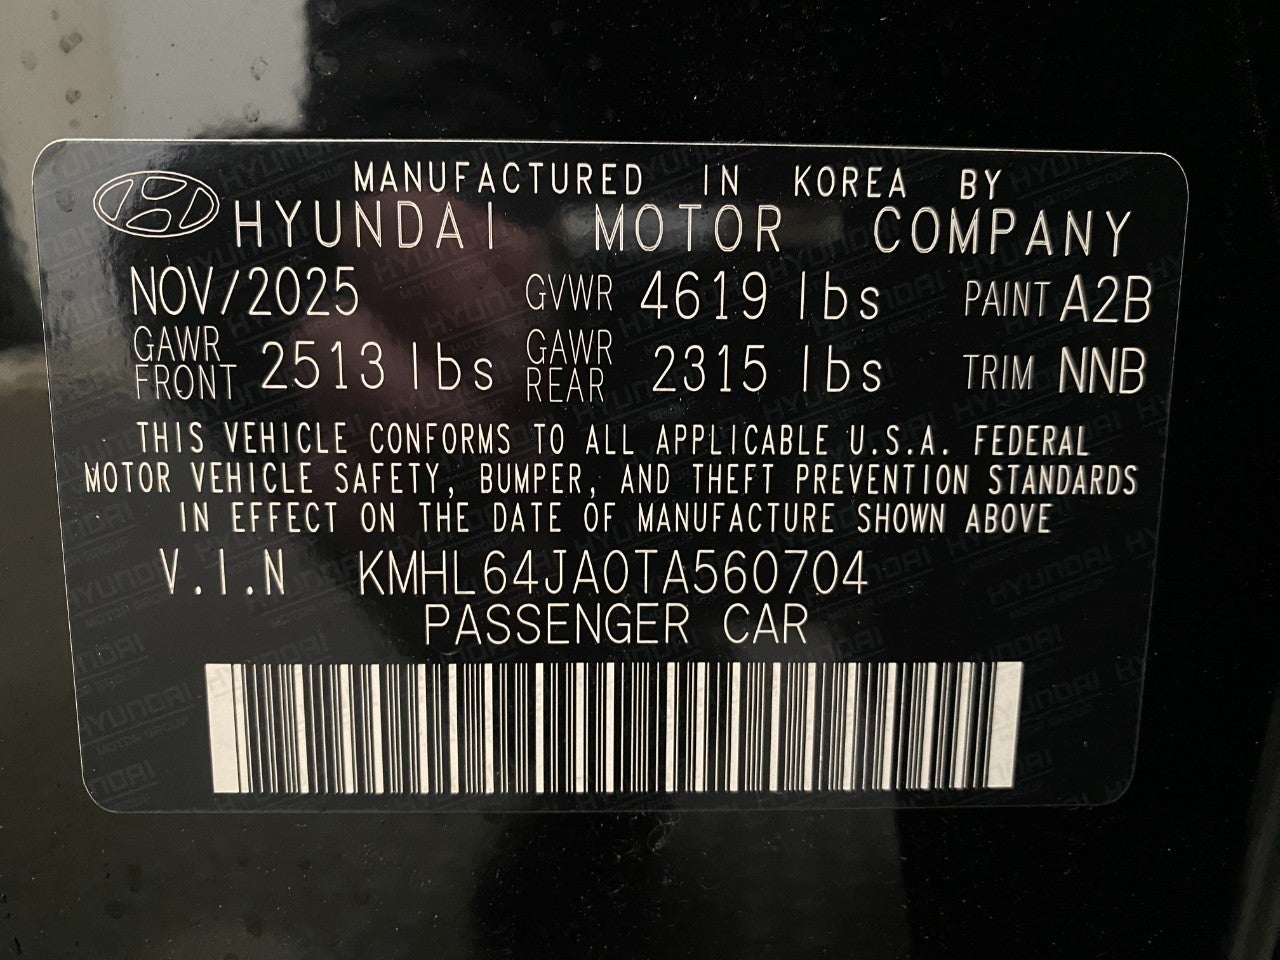 MANUFACTURED IN KOREA BY
HYUNDAI MOTOR COMPANY
NOV/2025 GVWR 4619 lbs PAINT A2B
GAWR FRONT 2513 lbs GAWR REAR 2315 lbs TRIM NNB
THIS VEHICLE CONFORMS TO ALL APPLICABLE U.S.A. FEDERAL
MOTOR VEHICLE SAFETY, BUMPER, AND THEFT PREVENTION STANDARDS
IN EFFECT ON THE DATE OF MANUFACTURE SHOWN ABOVE
V.I.N KMHL64JA0TA560704
PASSENGER CAR